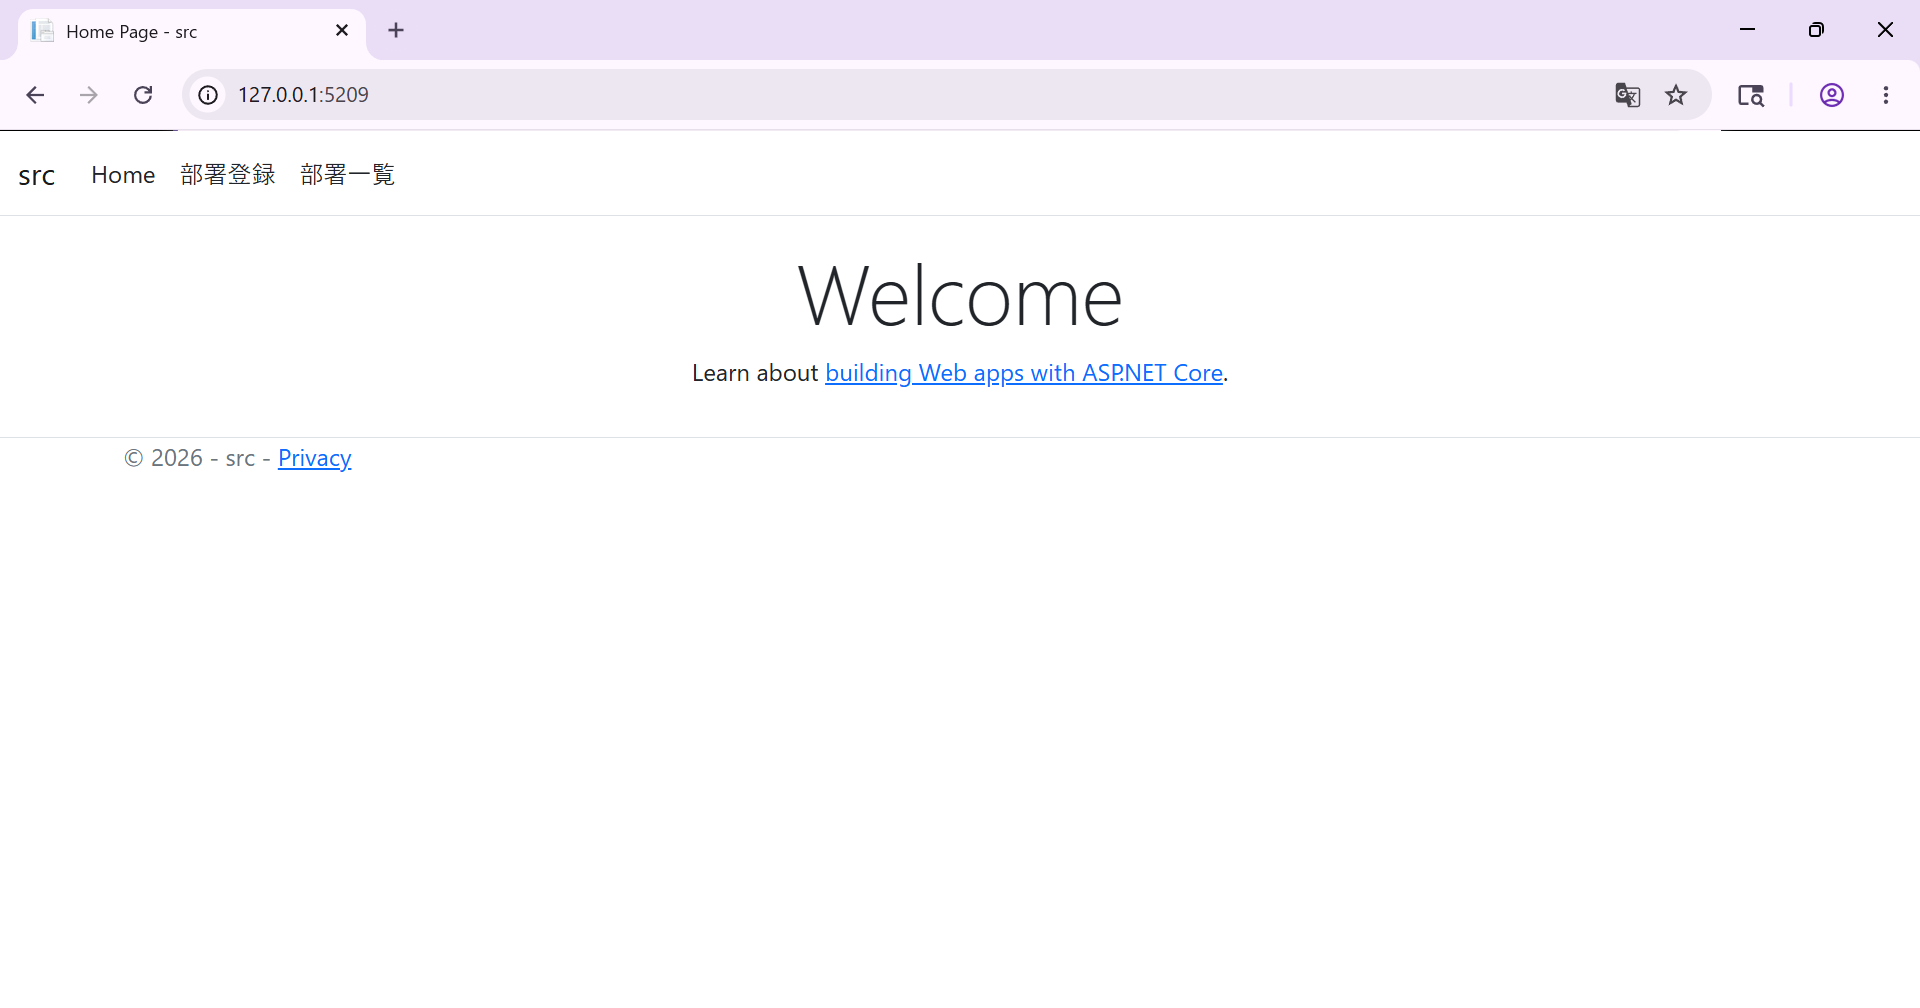 Home Page - src
127.0.0.1:5209
src Home 部署登録 部署一覧
Welcome
Learn about building Web apps with ASP.NET Core.
© 2026 - src - Privacy